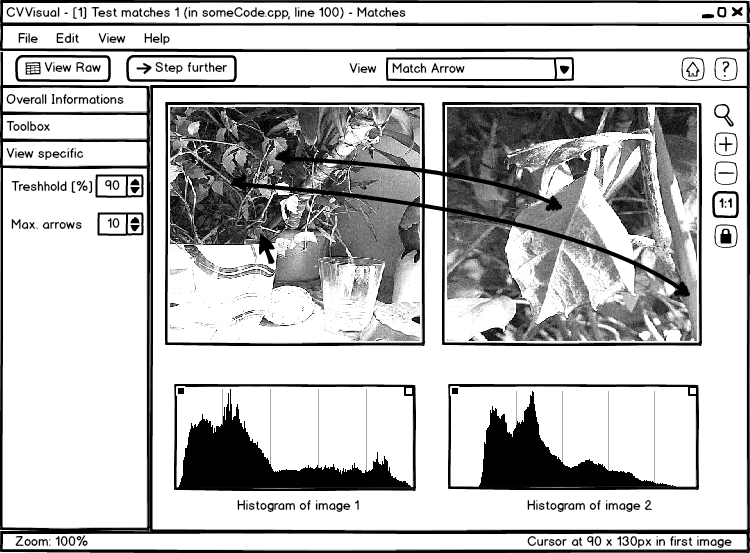 CVVisual - [1] Test matches 1 (in someCode.cpp, line 100) - Matches
File Edit View Help
View Raw Step further View Match Arrow ?
Overall Informations
Toolbox
View specific
Treshhold [%] 90
Max. arrows 10
1:1
Histogram of image 1 Histogram of image 2
Zoom: 100% Cursor at 90 x 130px in first image